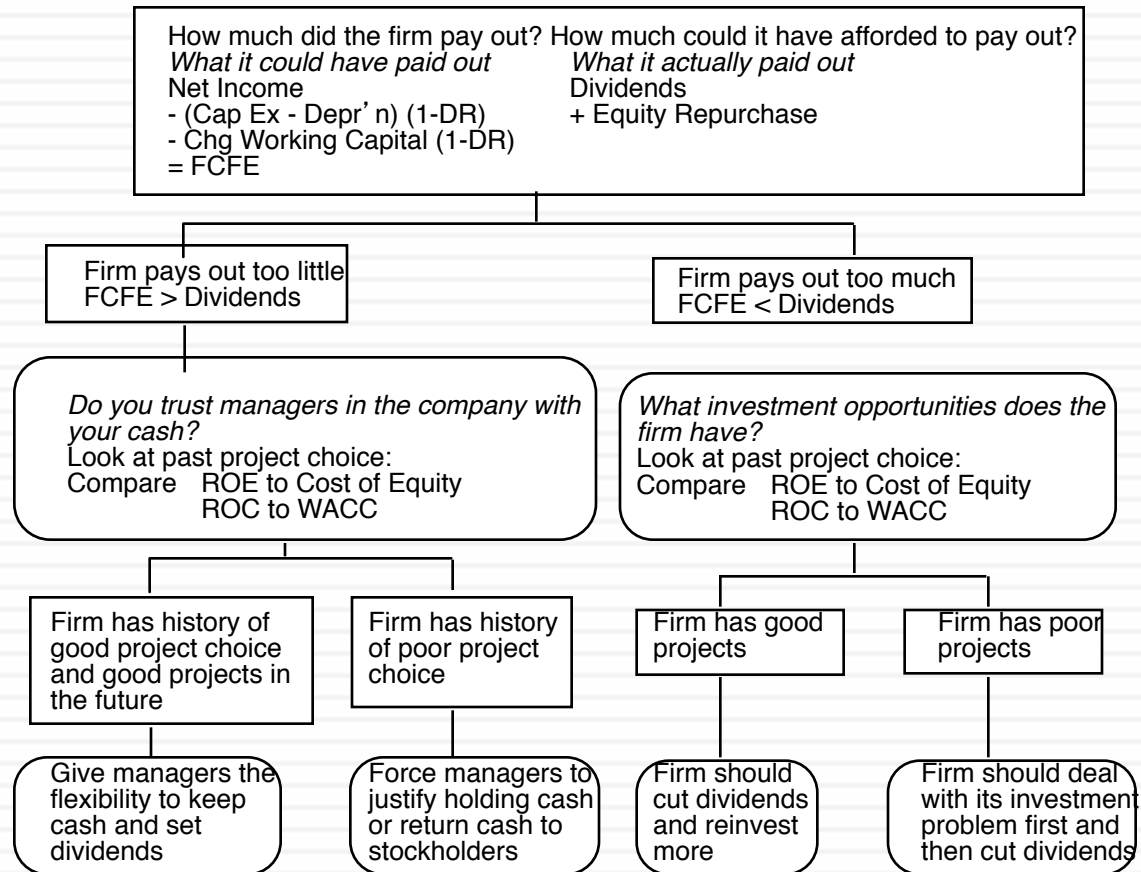 How much did the firm pay out? How much could it have afforded to pay out?
What it could have paid out
What it actually paid out
Net Income
Dividends
- (Cap Ex - Depr’n) (1-DR)
+ Equity Repurchase
- Chg Working Capital (1-DR)
= FCFE
Firm pays out too little
FCFE > Dividends
Firm pays out too much
FCFE < Dividends
Do you trust managers in the company with
your cash?
Look at past project choice:
Compare ROE to Cost of Equity
ROC to WACC
What investment opportunities does the
firm have?
Look at past project choice:
Compare ROE to Cost of Equity
ROC to WACC
Firm has history of
good project choice
and good projects in
the future
Firm has history
of poor project
choice
Firm has good
projects
Firm has poor
projects
Give managers the
flexibility to keep
cash and set
dividends
Force managers to
justify holding cash
or return cash to
stockholders
Firm should
cut dividends
and reinvest
more
Firm should deal
with its investment
problem first and
then cut dividends